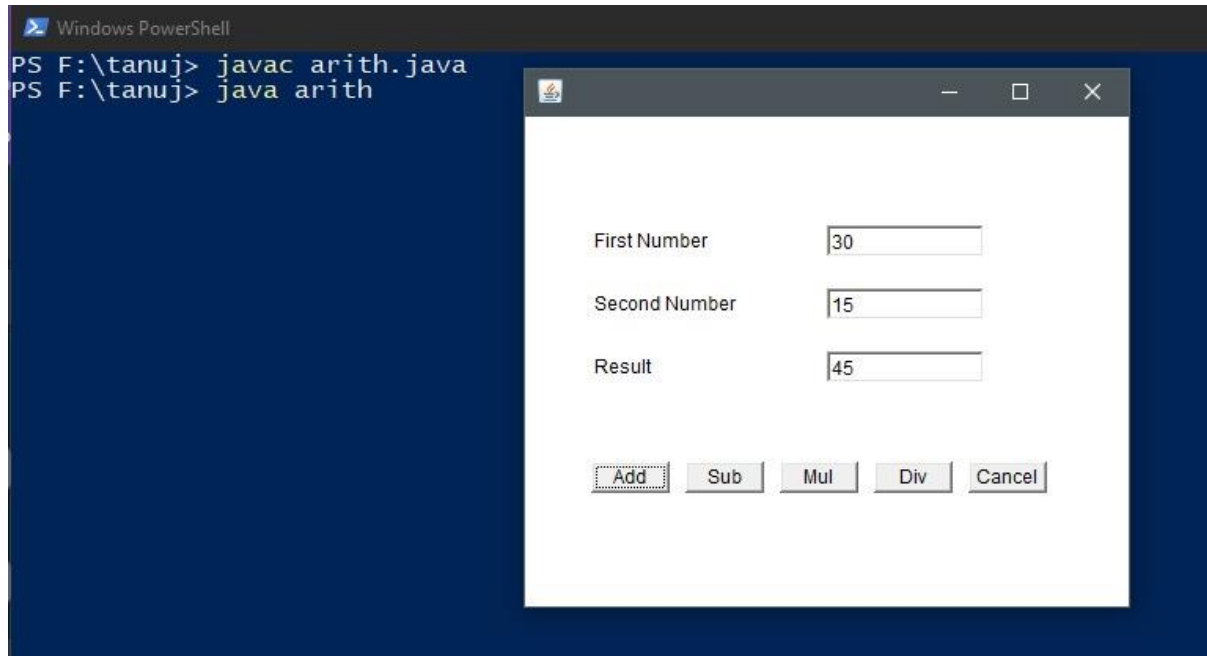 Windows PowerShell
PS F:\tanuj> javac arith.java
PS F:\tanuj> java arith
First Number 30
Second Number 15
Result 45
Add Sub Mul Div Cancel